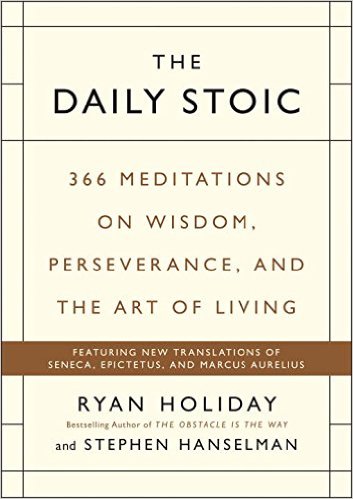 THE
DAILY STOIC
366 MEDITATIONS
ON WISDOM,
PERSEVERANCE, AND
THE ART OF LIVING
FEATURING NEW TRANSLATIONS OF
SENECA, EPICTETUS, AND MARCUS AURELIUS
RYAN HOLIDAY
Bestselling Author of THE OBSTACLE IS THE WAY
and STEPHEN HANSELMAN